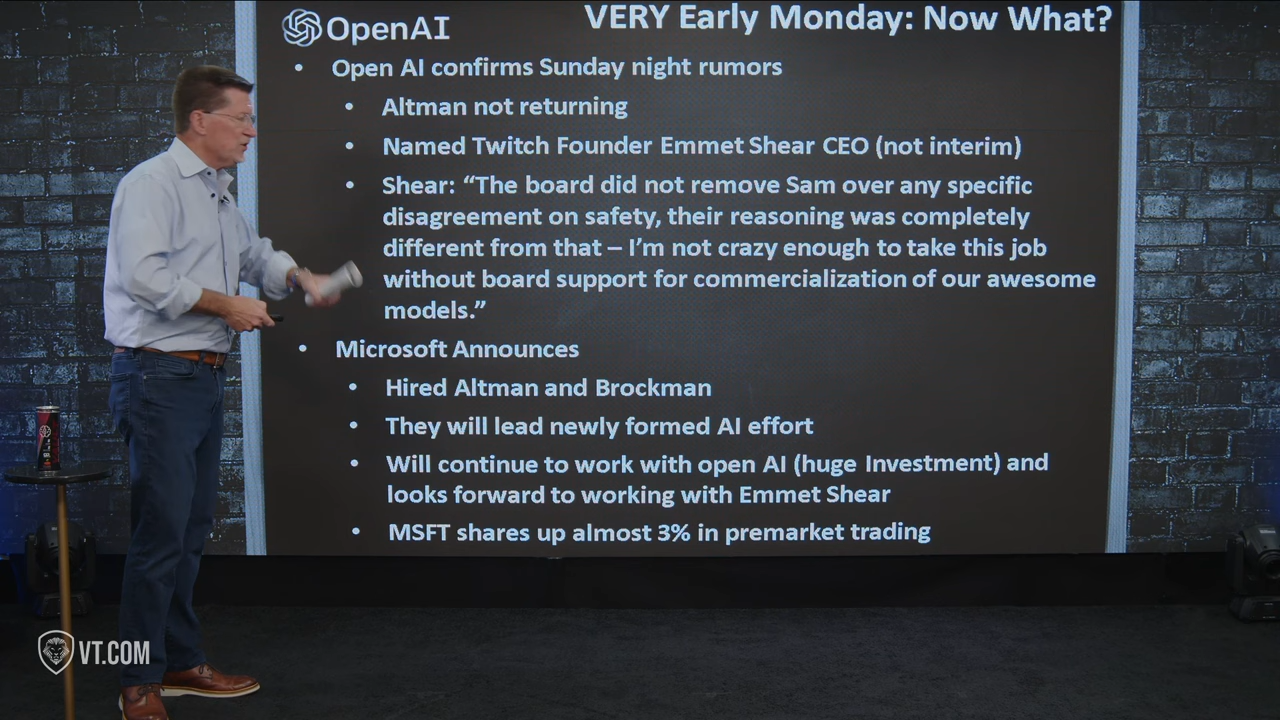 OpenAI
VERY Early Monday: Now What?
• Open AI confirms Sunday night rumors
• Altman not returning
• Named Twitch Founder Emmet Shear CEO (not interim)
• Shear: “The board did not remove Sam over any specific
disagreement on safety, their reasoning was completely
different from that – I’m not crazy enough to take this job
without board support for commercialization of our awesome
models.”
• Microsoft Announces
• Hired Altman and Brockman
• They will lead newly formed AI effort
• Will continue to work with open AI (huge Investment) and
looks forward to working with Emmet Shear
• MSFT shares up almost 3% in premarket trading
VT.COM